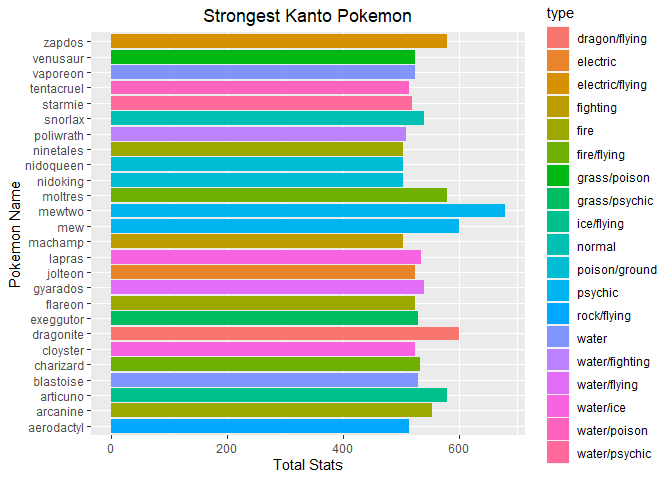 Strongest Kanto Pokemon
Pokemon Name
zapdos
venusaur
vaporeon
tentacruel
starmie
snorlax
poliwrath
ninetales
nidoqueen
nidoking
moltres
mewtwo
mew
machamp
lapras
jolteon
gyarados
flareon
exeggutor
dragonite
cloyster
charizard
blastoise
articuno
arcanine
aerodactyl
0 200 400 600
Total Stats
type
dragon/flying
electric
electric/flying
fighting
fire
fire/flying
grass/poison
grass/psychic
ice/flying
normal
poison/ground
psychic
rock/flying
water
water/fighting
water/flying
water/ice
water/poison
water/psychic